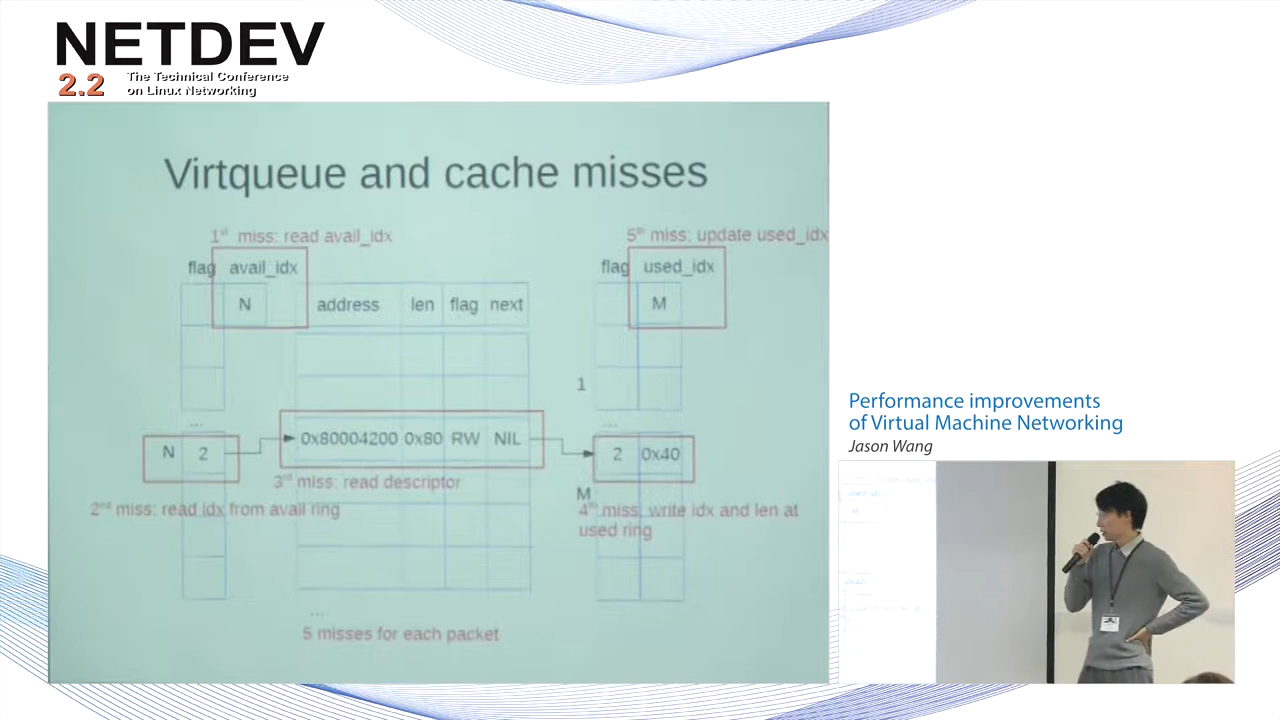 NETDEV
2.2 The Technical Conference
on Linux Networking
Virtqueue and cache misses
1st miss: read avail_idx
5th miss: update used_idx
flag avail_idx
flag used_idx
N
address len flag next
M
1
...
...
N 2
0x80004200 0x80 RW NIL
2 0x40
3rd miss: read descriptor
M
2nd miss: read idx from avail ring
4th miss: write idx and len at
used ring
...
5 misses for each packet
Performance improvements
of Virtual Machine Networking
Jason Wang